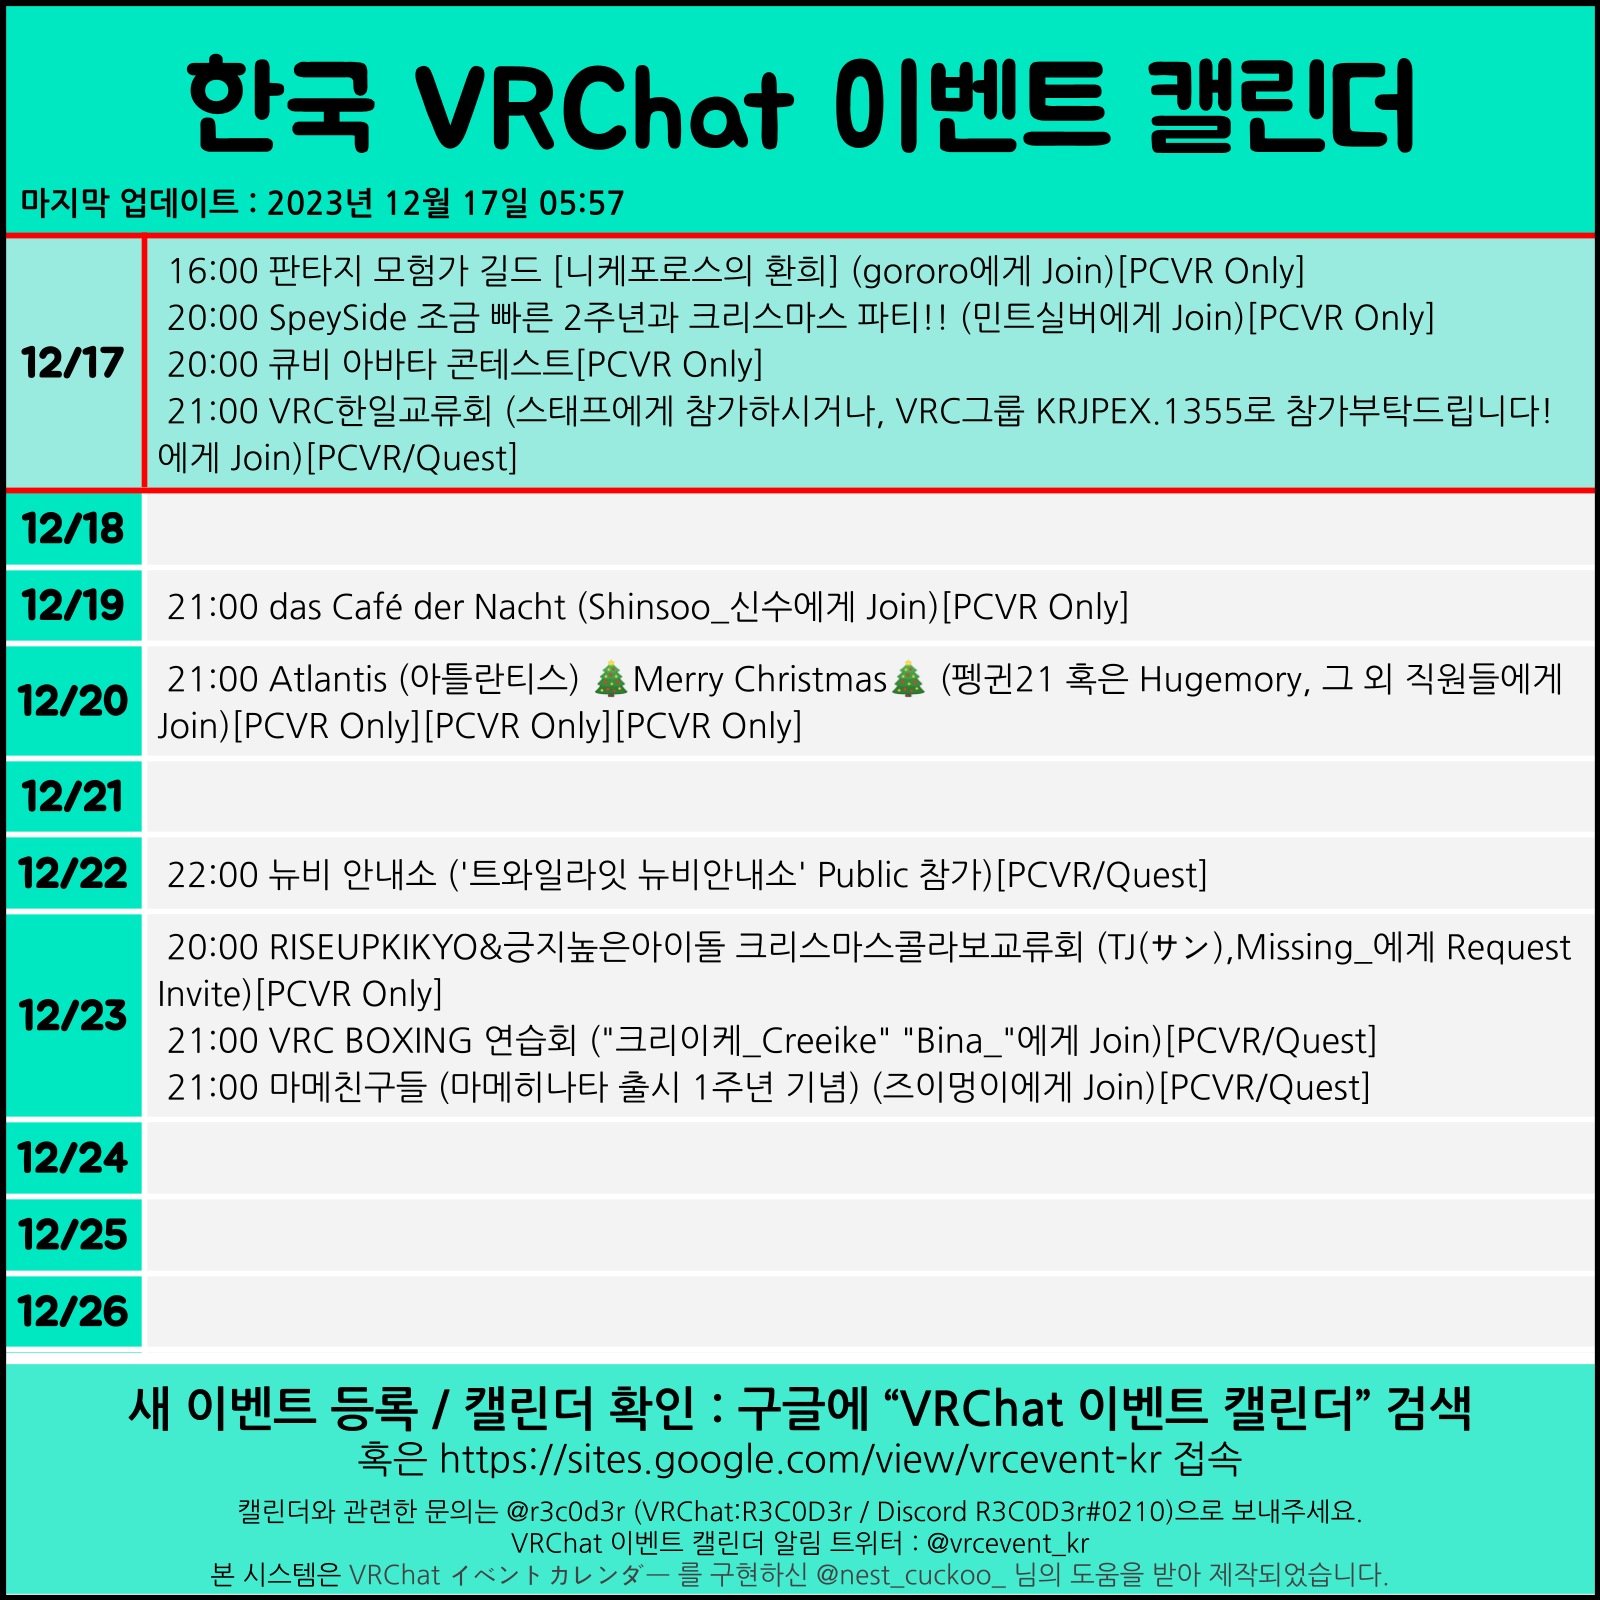 한국 VRChat 이벤트 캘린더
마지막 업데이트 : 2023년 12월 17일 05:57
12/17
16:00 판타지 모험가 길드 [니케포로스의 환희] (gororo에게 Join)[PCVR Only]
20:00 SpeySide 조금 빠른 2주년과 크리스마스 파티!! (민트실버에게 Join)[PCVR Only]
20:00 큐비 아바타 콘테스트[PCVR Only]
21:00 VRC한일교류회 (스태프에게 참가하시거나, VRC그룹 KRJPEX.1355로 참가부탁드립니다!
에게 Join)[PCVR/Quest]
12/18
12/19
21:00 das Café der Nacht (Shinsoo_신수에게 Join)[PCVR Only]
12/20
21:00 Atlantis (아틀란티스) 🎄Merry Christmas🎄 (펭귄21 혹은 Hugemory, 그 외 직원들에게
Join)[PCVR Only][PCVR Only][PCVR Only]
12/21
12/22
22:00 뉴비 안내소 ('트와일라잇 뉴비안내소' Public 참가)[PCVR/Quest]
12/23
20:00 RISEUPKIKYO&긍지높은아이돌 크리스마스콜라보교류회 (TJ(サン),Missing_에게 Request
Invite)[PCVR Only]
21:00 VRC BOXING 연습회 ("크리이케_Creeike" "Bina_"에게 Join)[PCVR/Quest]
21:00 마메친구들 (마메히나타 출시 1주년 기념) (즈이멍이에게 Join)[PCVR/Quest]
12/24
12/25
12/26
새 이벤트 등록 / 캘린더 확인 : 구글에 “VRChat 이벤트 캘린더” 검색
혹은 https://sites.google.com/view/vrcevent-kr 접속
캘린더와 관련한 문의는 @r3c0d3r (VRChat:R3C0D3r / Discord R3C0D3r#0210)으로 보내주세요.
VRChat 이벤트 캘린더 알림 트위터 : @vrcevent_kr
본 시스템은 VRChat イベントカレンダー 를 구현하신 @nest_cuckoo_ 님의 도움을 받아 제작되었습니다.